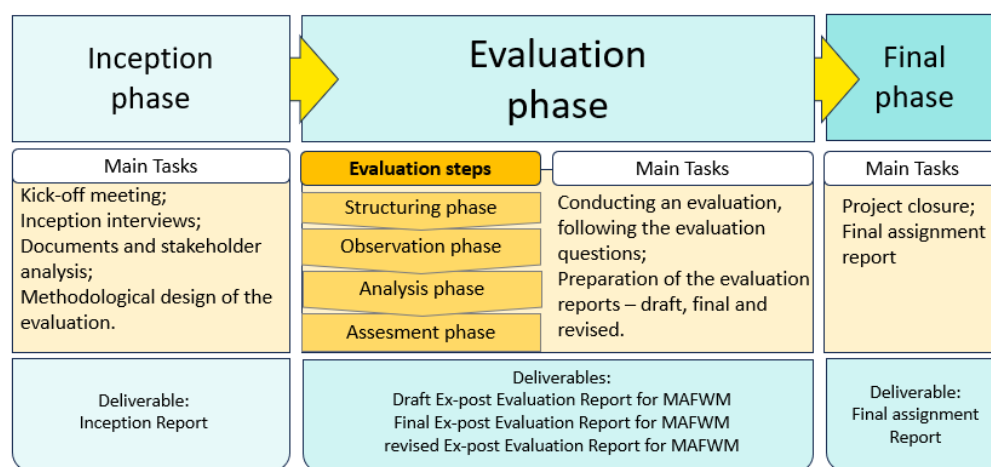 Inception
phase
Evaluation
phase
Final
phase
Main Tasks
Kick-off meeting;
Inception interviews;
Documents and stakeholder
analysis;
Methodological design of the
evaluation.
Evaluation steps
Structuring phase
Observation phase
Analysis phase
Assesment phase
Main Tasks
Conducting an evaluation,
following the evaluation
questions;
Preparation of the evaluation
reports – draft, final and
revised.
Main Tasks
Project closure;
Final assignment
report
Deliverable:
Inception Report
Deliverables:
Draft Ex-post Evaluation Report for MAFWM
Final Ex-post Evaluation Report for MAFWM
revised Ex-post Evaluation Report for MAFWM
Deliverable:
Final assignment
Report